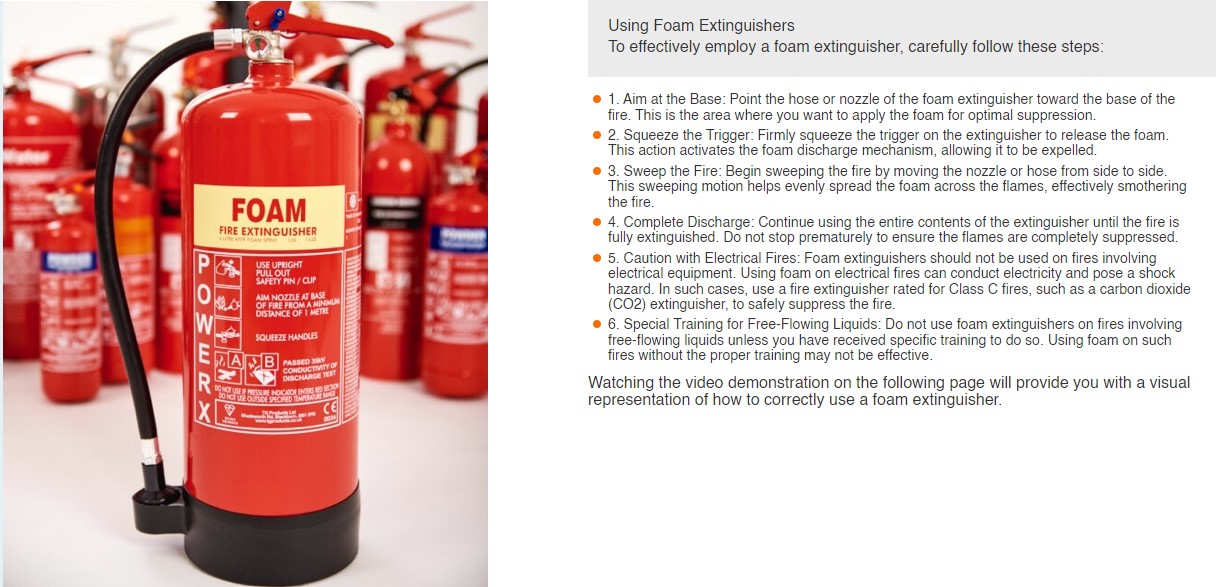 Using Foam Extinguishers
To effectively employ a foam extinguisher, carefully follow these steps:
1. Aim at the Base: Point the hose or nozzle of the foam extinguisher toward the base of the
fire. This is the area where you want to apply the foam for optimal suppression.
2. Squeeze the Trigger: Firmly squeeze the trigger on the extinguisher to release the foam.
This action activates the foam discharge mechanism, allowing it to be expelled.
3. Sweep the Fire: Begin sweeping the fire by moving the nozzle or hose from side to side.
This sweeping motion helps evenly spread the foam across the flames, effectively smothering
the fire.
4. Complete Discharge: Continue using the entire contents of the extinguisher until the fire is
fully extinguished. Do not stop prematurely to ensure the flames are completely suppressed.
5. Caution with Electrical Fires: Foam extinguishers should not be used on fires involving
electrical equipment. Using foam on electrical fires can conduct electricity and pose a shock
hazard. In such cases, use a fire extinguisher rated for Class C fires, such as a carbon dioxide
(CO2) extinguisher, to safely suppress the fire.
6. Special Training for Free-Flowing Liquids: Do not use foam extinguishers on fires involving
free-flowing liquids unless you have received specific training to do so. Using foam on such
fires without the proper training may not be effective.
Watching the video demonstration on the following page will provide you with a visual
representation of how to correctly use a foam extinguisher.
FOAM
FIRE EXTINGUISHER
POWERX
USE UPRIGHT
PULL OUT
SAFETY PIN / CLIP
AIM NOZZLE AT BASE
OF FIRE FROM A MINIMUM
DISTANCE OF 1 METRE
SQUEEZE HANDLES
A B
PASSED 35kV
CONDUCTIVITY OF
DISCHARGE TEST
DO NOT USE IF PRESSURE INDICATOR ENTERS RED SECTION
DO NOT USE OUTSIDE SPECIFIED TEMPERATURE RANGE
TG Products Ltd
www.tgproducts.co.uk
CE
0036
Water
POWDER
POWDER